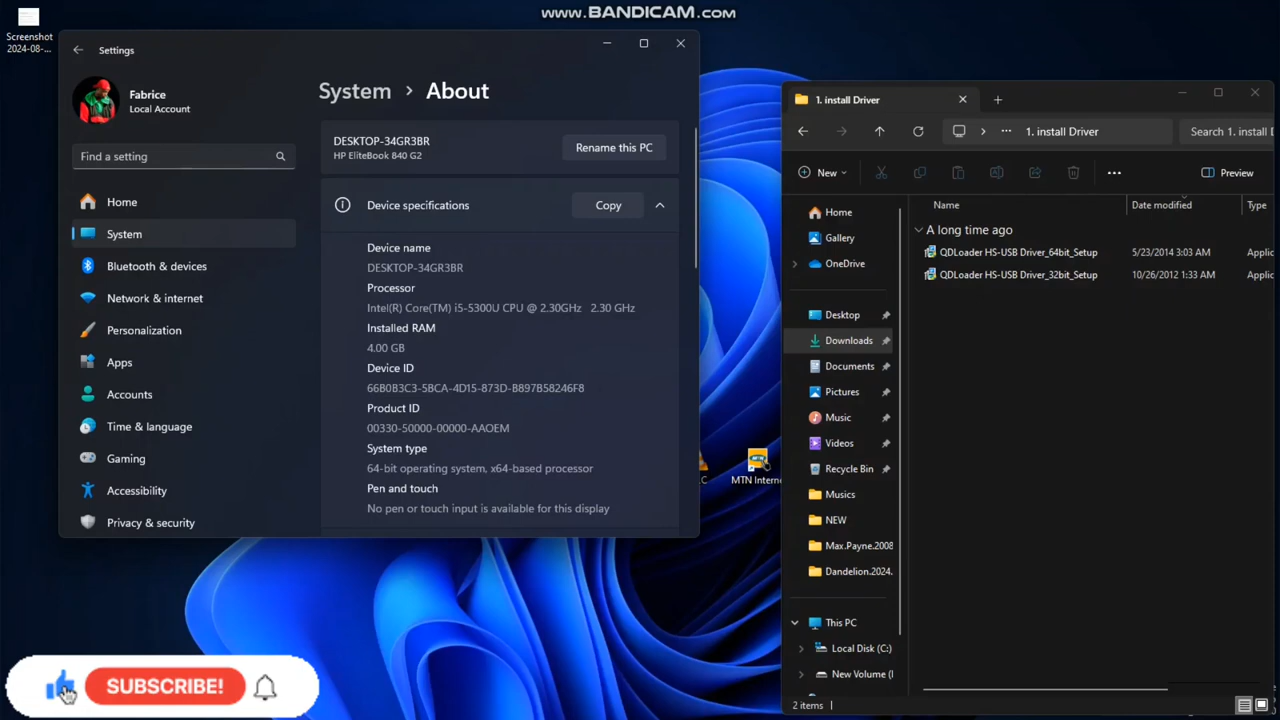 www.BANDICAM.com
Screenshot
2024-08-...
Settings
Fabrice
Local Account
Find a setting
Home
System
Bluetooth & devices
Network & internet
Personalization
Apps
Accounts
Time & language
Gaming
Accessibility
Privacy & security
System > About
DESKTOP-34GR3BR
HP EliteBook 840 G2
Rename this PC
Device specifications
Copy
Device name
DESKTOP-34GR3BR
Processor
Intel(R) Core(TM) i5-5300U CPU @ 2.30GHz 2.30 GHz
Installed RAM
4.00 GB
Device ID
66B0B3C3-5BCA-4D15-873D-B897B58246F8
Product ID
00330-50000-00000-AAOEM
System type
64-bit operating system, x64-based processor
Pen and touch
No pen or touch input is available for this display
C
MTN Interne
1. install Driver
1. install Driver
Search 1. install D
New
Preview
Home
Gallery
OneDrive
Desktop
Downloads
Documents
Pictures
Music
Videos
Recycle Bin
Musics
NEW
Max.Payne.2008
Dandelion.2024.
This PC
Local Disk (C:)
New Volume (
Name
Date modified
Type
A long time ago
QDLoader HS-USB Driver_64bit_Setup
5/23/2014 3:03 AM
Applic
QDLoader HS-USB Driver_32bit_Setup
10/26/2012 1:33 AM
Applic
2 items
SUBSCRIBE!